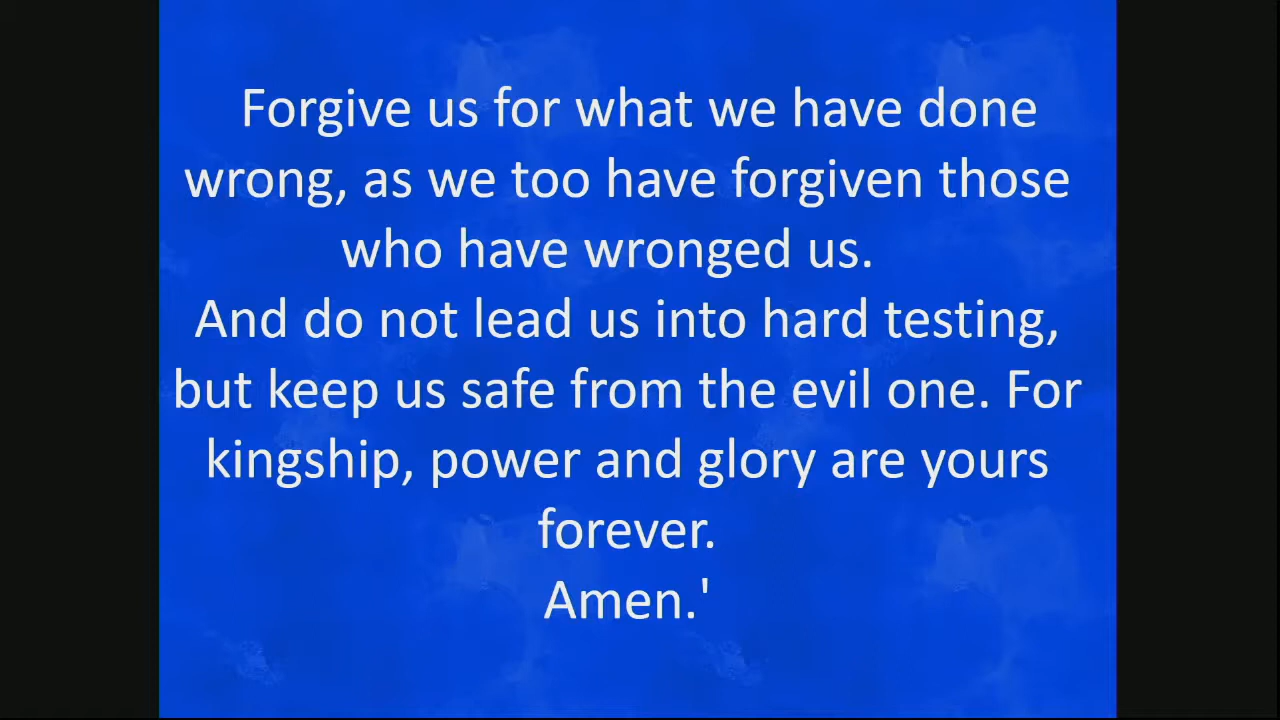 Forgive us for what we have done
wrong, as we too have forgiven those
who have wronged us.
And do not lead us into hard testing,
but keep us safe from the evil one. For
kingship, power and glory are yours
forever.
Amen.'